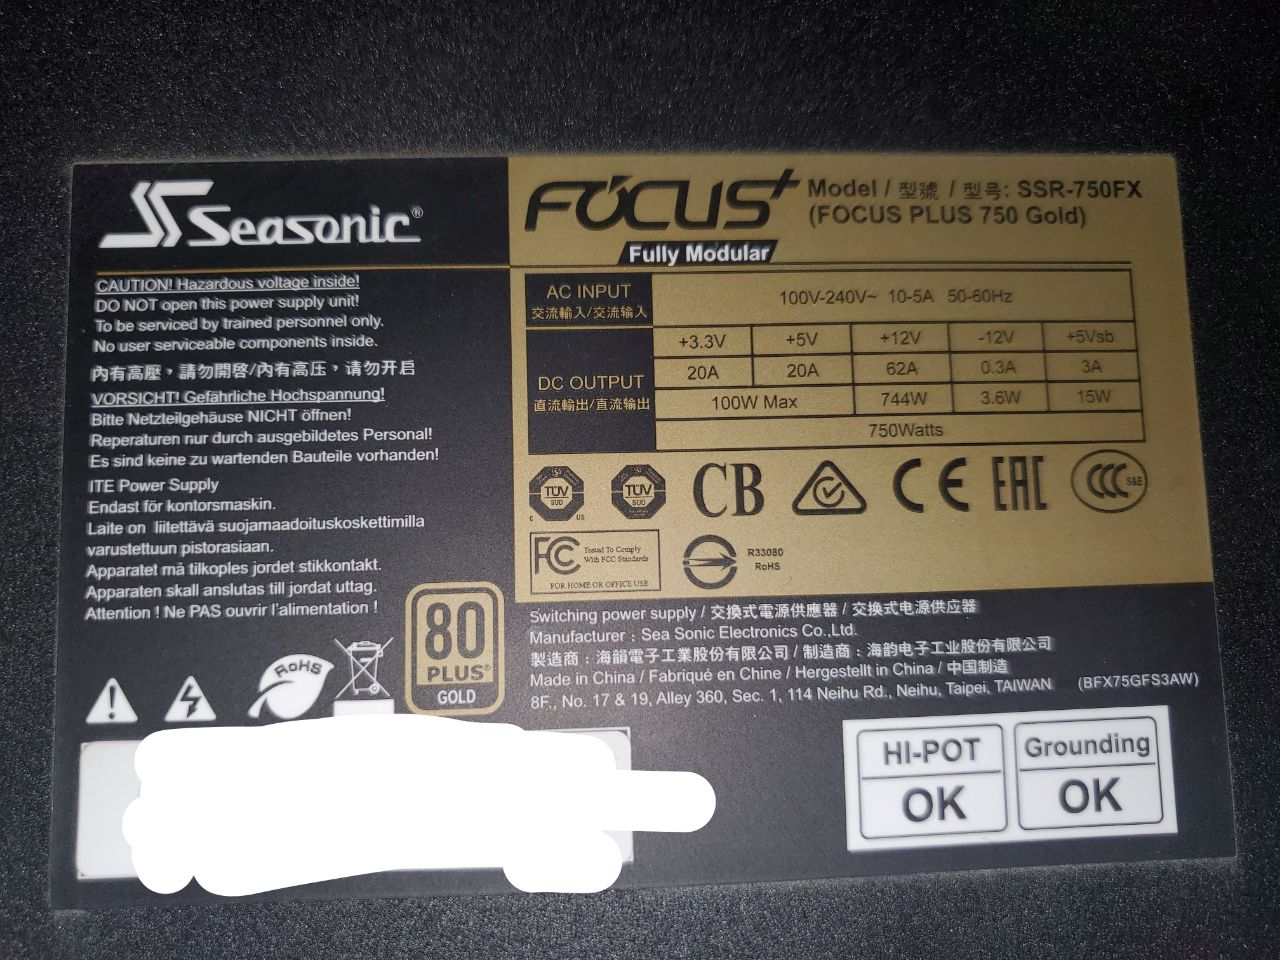 Seasonic®
CAUTION! Hazardous voltage inside!
DO NOT open this power supply unit!
To be serviced by trained personnel only.
No user serviceable components inside.
內有高壓，請勿開啓/內有高压，请勿开启
VORSICHT! Gefährliche Hochspannung!
Bitte Netzteilgehäuse NICHT öffnen!
Reperaturen nur durch ausgebildetes Personal!
Es sind keine zu wartenden Bauteile vorhanden!
ITE Power Supply
Endast för kontorsmaskin.
Laite on liitettävä suojamaadoituskoskettimilla
varustettuun pistorasiaan.
Apparatet må tilkoples jordet stikkontakt.
Apparaten skall anslutas till jordat uttag.
Attention ! Ne PAS ouvrir l'alimentation !
RoHS
80
PLUS®
GOLD
FOCUS+
Fully Modular
Model / 型號 / 型号: SSR-750FX
(FOCUS PLUS 750 Gold)
AC INPUT
交流輸入/交流输入
100V-240V~ 10-5A 50-60Hz
DC OUTPUT
直流輸出/直流输出
+3.3V +5V +12V -12V +5Vsb
20A 20A 62A 0.3A 3A
100W Max 744W 3.6W 15W
750Watts
TÜV SÜD C US
TÜV SÜD
CB
CE
EAC
CCC S&E
FC Tested To Comply
With FCC Standards
FOR HOME OR OFFICE USE
R33080
RoHS
Switching power supply / 交換式電源供應器 / 交换式电源供应器
Manufacturer : Sea Sonic Electronics Co.,Ltd.
製造商：海韻電子工業股份有限公司 / 制造商：海韵电子工业股份有限公司
Made in China / Fabriqué en Chine / Hergestellt in China / 中国制造
8F., No. 17 & 19, Alley 360, Sec. 1, 114 Neihu Rd., Neihu, Taipei, TAIWAN (BFX75GFS3AW)
HI-POT
OK
Grounding
OK